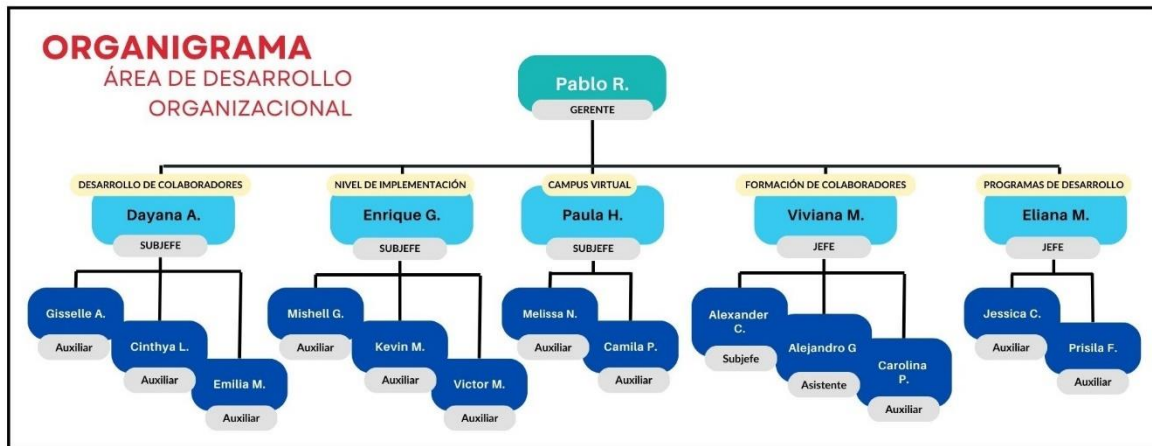 ORGANIGRAMA
ÁREA DE DESARROLLO
ORGANIZACIONAL
Pablo R.
GERENTE
DESARROLLO DE COLABORADORES
Dayana A.
SUBJEFE
Gisselle A.
Auxiliar
Cinthya L.
Auxiliar
Emilia M.
Auxiliar
NIVEL DE IMPLEMENTACIÓN
Enrique G.
SUBJEFE
Mishell G.
Auxiliar
Kevin M.
Auxiliar
Victor M.
Auxiliar
CAMPUS VIRTUAL
Paula H.
SUBJEFE
Melissa N.
Auxiliar
Camila P.
Auxiliar
FORMACIÓN DE COLABORADORES
Viviana M.
JEFE
Alexander
C.
Subjefe
Alejandro G
Asistente
Carolina
P.
Auxiliar
PROGRAMAS DE DESARROLLO
Eliana M.
JEFE
Jessica C.
Auxiliar
Prisila F.
Auxiliar